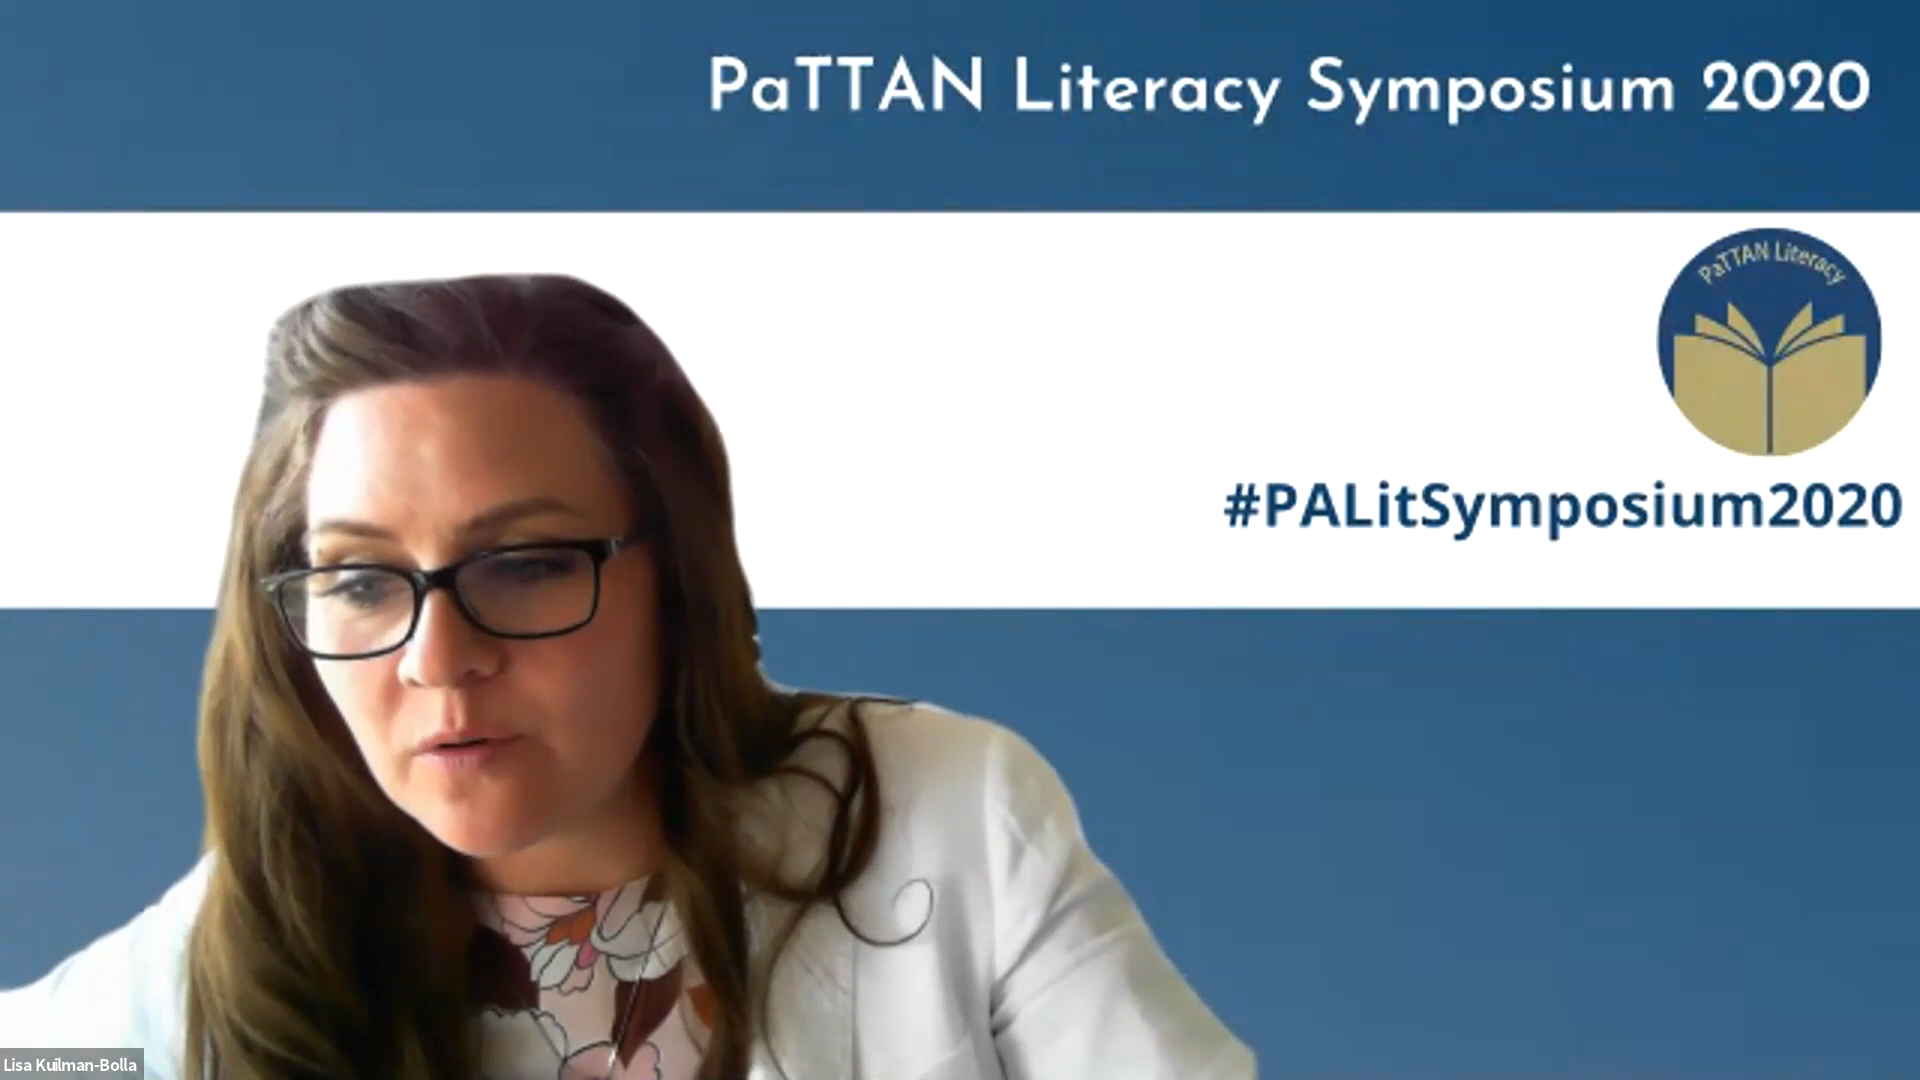 PaTTAN Literacy Symposium 2020
PaTTAN Literacy
#PALitSymposium2020
Lisa Kuilman-Bolla